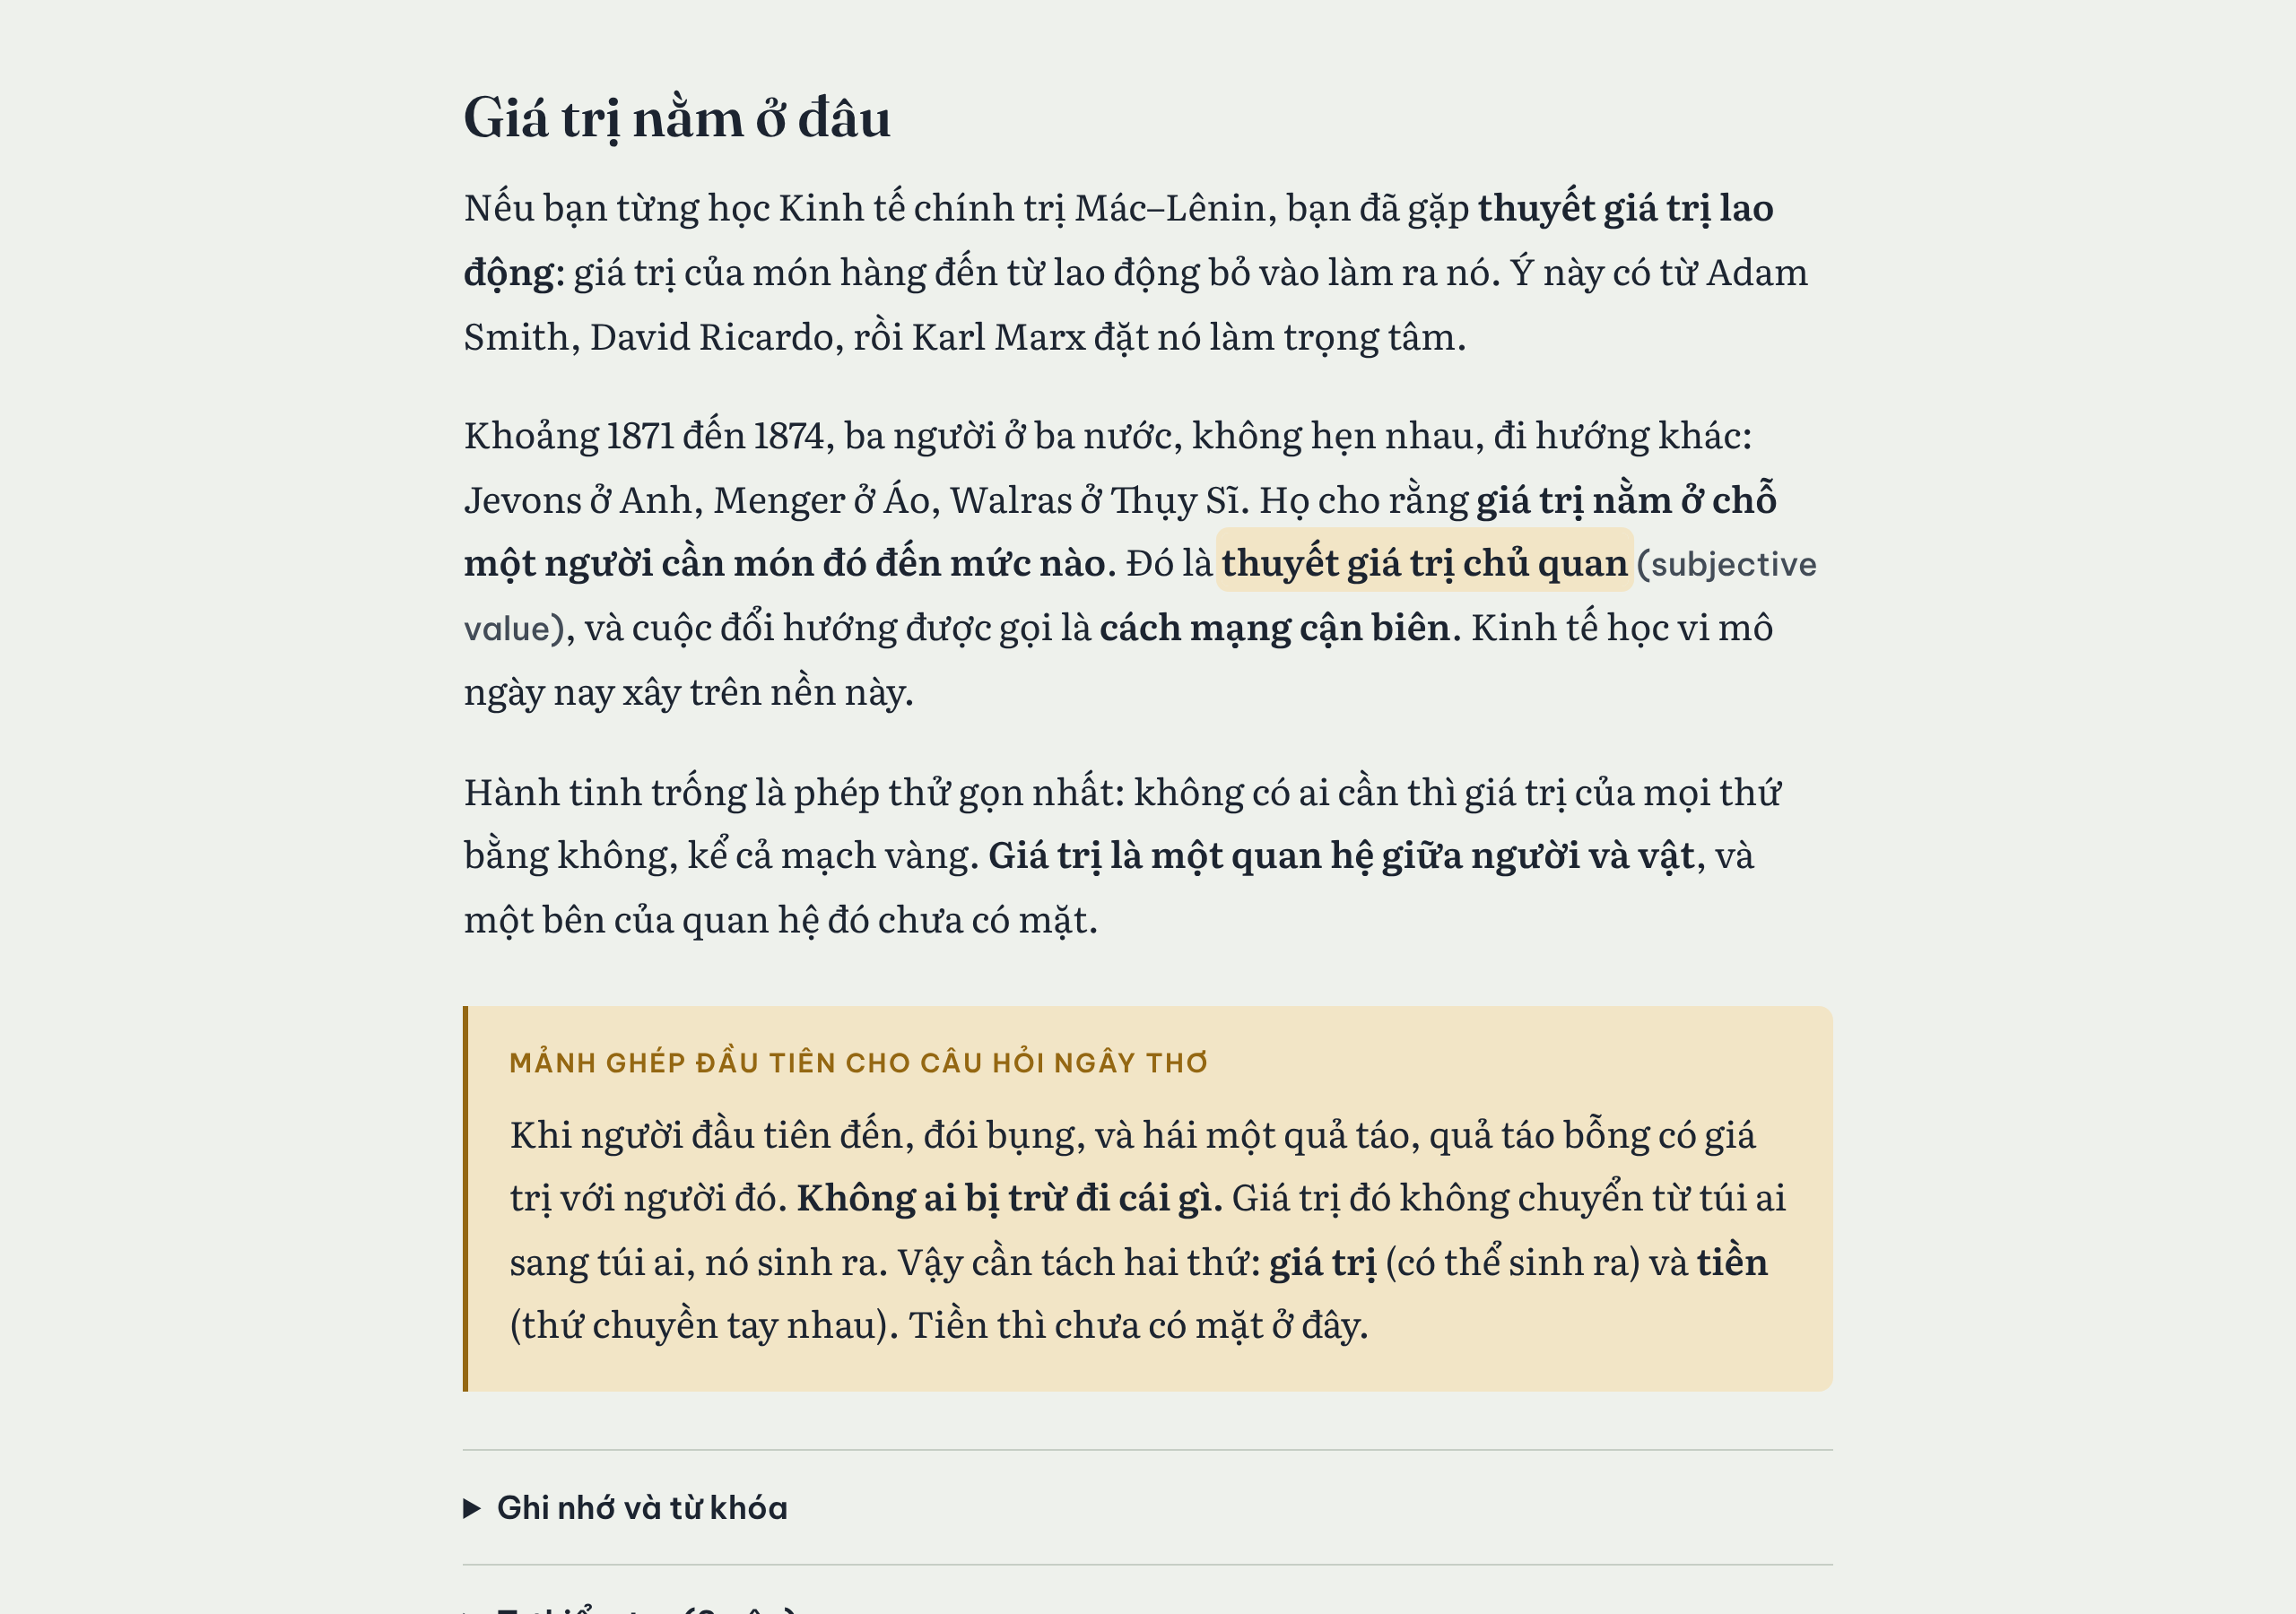 Giá trị nằm ở đâu
Nếu bạn từng học Kinh tế chính trị Mác–Lênin, bạn đã gặp thuyết giá trị lao
động: giá trị của món hàng đến từ lao động bỏ vào làm ra nó. Ý này có từ Adam
Smith, David Ricardo, rồi Karl Marx đặt nó làm trọng tâm.
Khoảng 1871 đến 1874, ba người ở ba nước, không hẹn nhau, đi hướng khác:
Jevons ở Anh, Menger ở Áo, Walras ở Thụy Sĩ. Họ cho rằng giá trị nằm ở chỗ
một người cần món đó đến mức nào. Đó là thuyết giá trị chủ quan (subjective
value), và cuộc đổi hướng được gọi là cách mạng cận biên. Kinh tế học vi mô
ngày nay xây trên nền này.
Hành tinh trống là phép thử gọn nhất: không có ai cần thì giá trị của mọi thứ
bằng không, kể cả mạch vàng. Giá trị là một quan hệ giữa người và vật, và
một bên của quan hệ đó chưa có mặt.
MẢNH GHÉP ĐẦU TIÊN CHO CÂU HỎI NGÂY THƠ
Khi người đầu tiên đến, đói bụng, và hái một quả táo, quả táo bỗng có giá
trị với người đó. Không ai bị trừ đi cái gì. Giá trị đó không chuyển từ túi ai
sang túi ai, nó sinh ra. Vậy cần tách hai thứ: giá trị (có thể sinh ra) và tiền
(thứ chuyền tay nhau). Tiền thì chưa có mặt ở đây.
Ghi nhớ và từ khóa